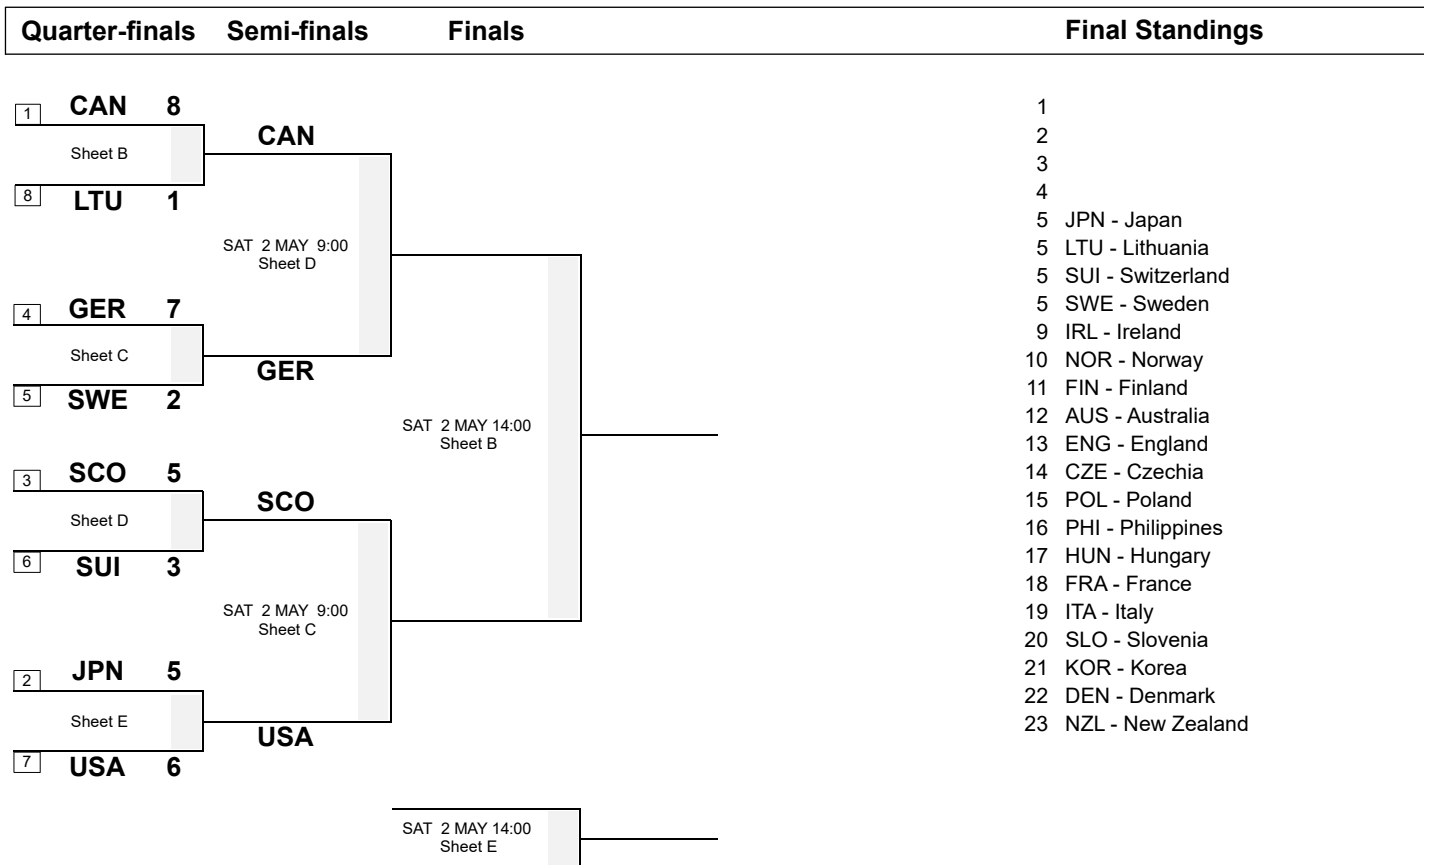 Quarter-finals Semi-finals Finals Final Standings
1 CAN 8
Sheet B
8 LTU 1
CAN
SAT 2 MAY 9:00
Sheet D
GER
4 GER 7
Sheet C
5 SWE 2
SAT 2 MAY 14:00
Sheet B
3 SCO 5
Sheet D
6 SUI 3
SCO
SAT 2 MAY 9:00
Sheet C
USA
2 JPN 5
Sheet E
7 USA 6
SAT 2 MAY 14:00
Sheet E
1
2
3
4
5 JPN - Japan
5 LTU - Lithuania
5 SUI - Switzerland
5 SWE - Sweden
9 IRL - Ireland
10 NOR - Norway
11 FIN - Finland
12 AUS - Australia
13 ENG - England
14 CZE - Czechia
15 POL - Poland
16 PHI - Philippines
17 HUN - Hungary
18 FRA - France
19 ITA - Italy
20 SLO - Slovenia
21 KOR - Korea
22 DEN - Denmark
23 NZL - New Zealand